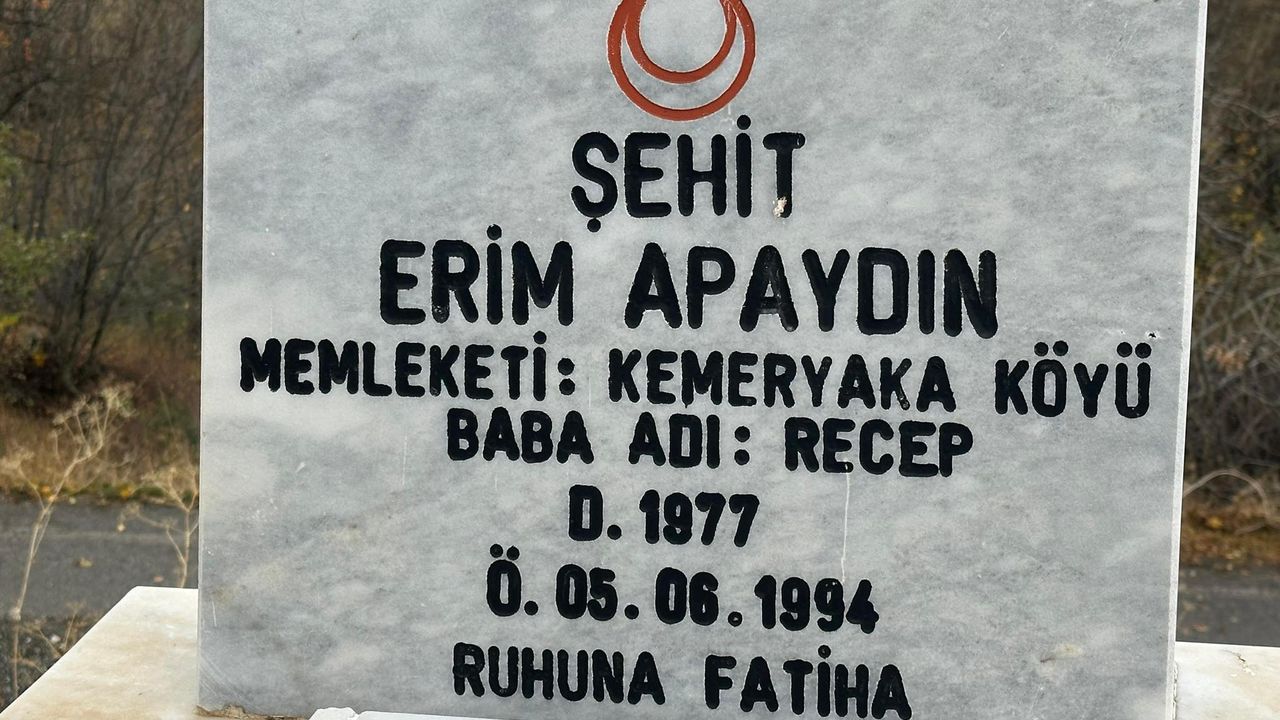 ŞEHİT
ERİM APAYDIN
MEMLEKETİ: KEMERYAKA KÖYÜ
BABA ADI: RECEP
D. 1977
Ö. 05.06.1994
RUHUNA FATİHA